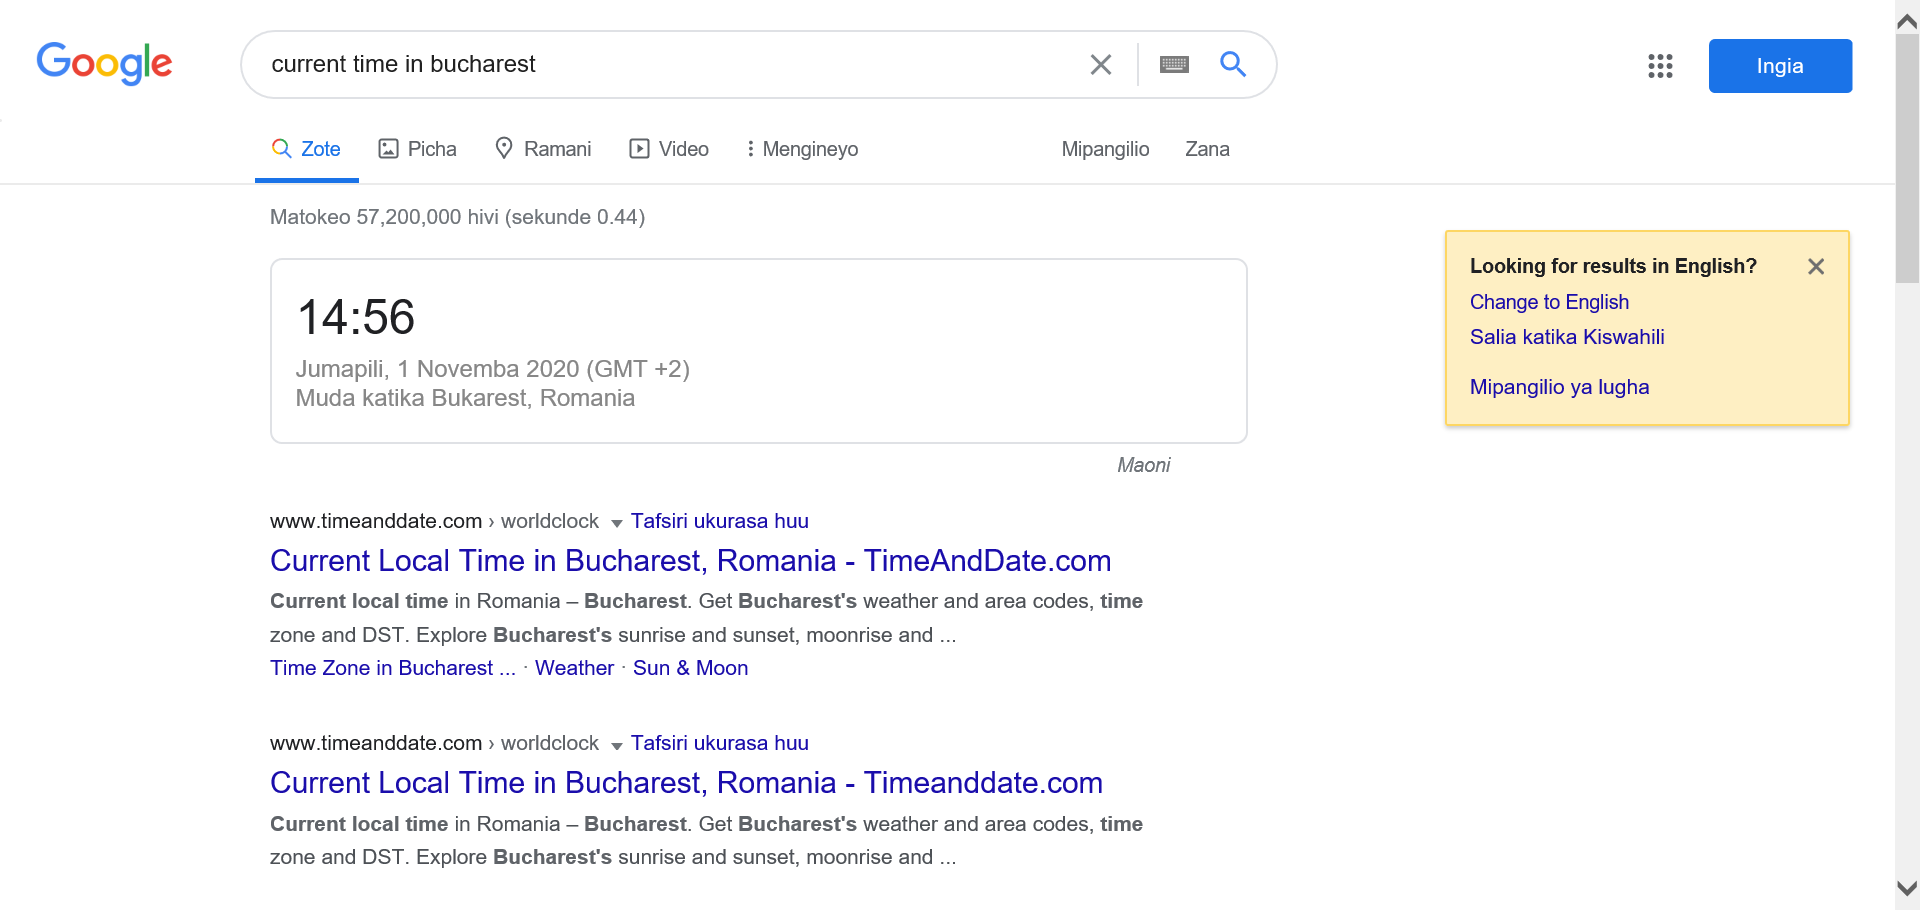 Google
current time in bucharest
Ingia
Zote Picha Ramani Video Mengineyo Mipangilio Zana
Matokeo 57,200,000 hivi (sekunde 0.44)
14:56
Jumapili, 1 Novemba 2020 (GMT +2)
Muda katika Bukarest, Romania
Maoni
Looking for results in English?
Change to English
Salia katika Kiswahili
Mipangilio ya lugha
www.timeanddate.com › worldclock Tafsiri ukurasa huu
Current Local Time in Bucharest, Romania - TimeAndDate.com
Current local time in Romania – Bucharest. Get Bucharest's weather and area codes, time
zone and DST. Explore Bucharest's sunrise and sunset, moonrise and ...
Time Zone in Bucharest ... · Weather · Sun & Moon
www.timeanddate.com › worldclock Tafsiri ukurasa huu
Current Local Time in Bucharest, Romania - Timeanddate.com
Current local time in Romania – Bucharest. Get Bucharest's weather and area codes, time
zone and DST. Explore Bucharest's sunrise and sunset, moonrise and ...